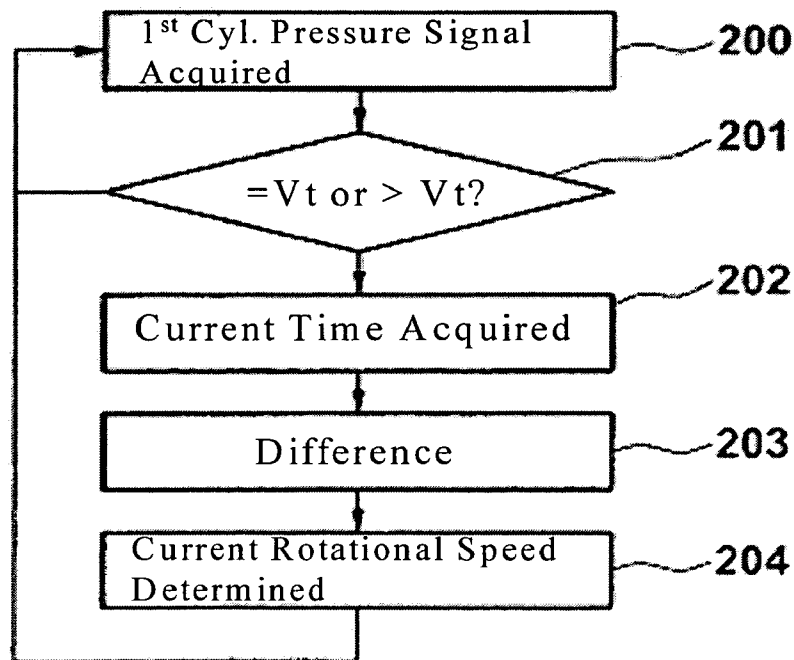 1st Cyl. Pressure Signal
Acquired
200
201
=Vt or > Vt?
202
Current Time Acquired
Difference
203
Current Rotational Speed
Determined
204